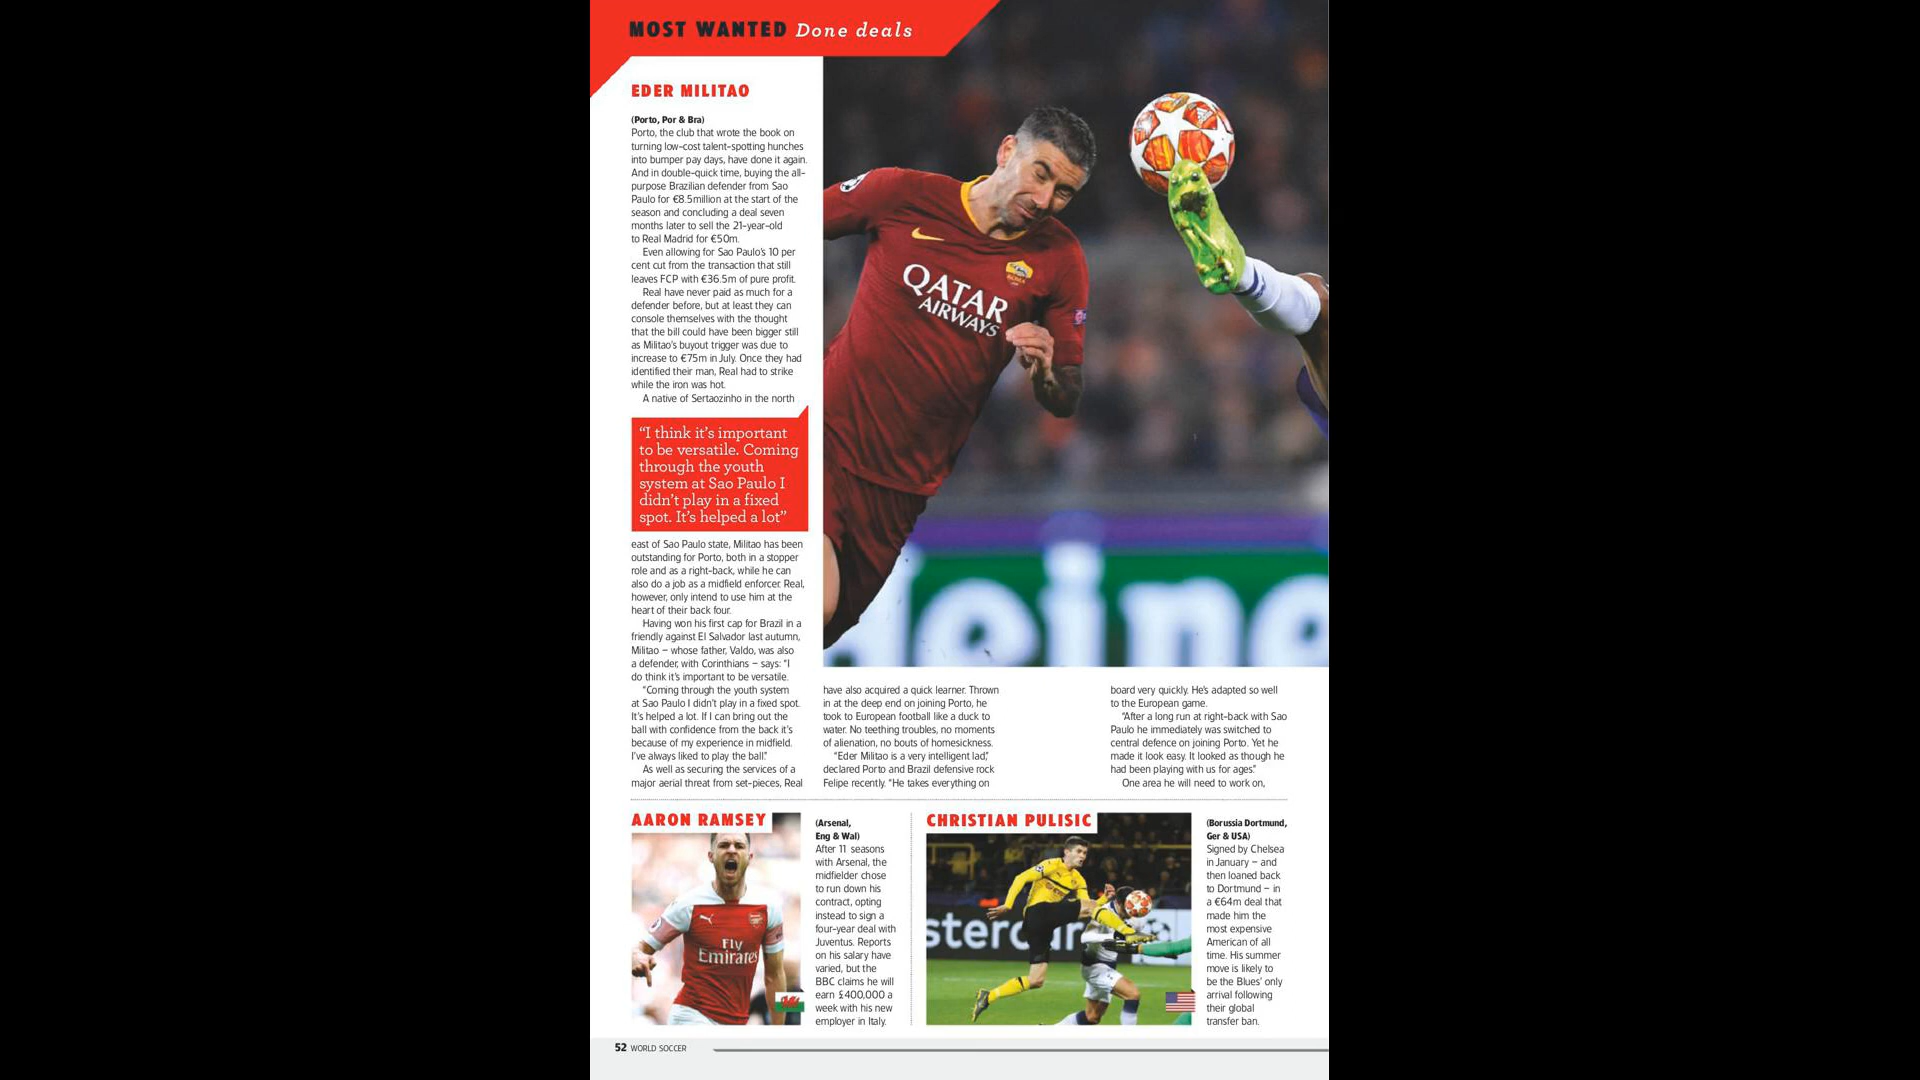 MOST WANTED Done deals
EDER MILITAO
(Porto, Por & Bra)
Porto, the club that wrote the book on
turning low-cost talent-spotting hunches
into bumper pay days, have done it again.
And in double-quick time, buying the all-
purpose Brazilian defender from Sao
Paulo for €8.5million at the start of the
season and concluding a deal seven
months later to sell the 21-year-old
to Real Madrid for €50m.
Even allowing for Sao Paulo's 10 per
cent cut from the transaction that still
leaves FCP with €36.5m of pure profit.
Real have never paid as much for a
defender before, but at least they can
console themselves with the thought
that the bill could have been bigger still
as Militao's buyout trigger was due to
increase to €75m in July. Once they had
identified their man, Real had to strike
while the iron was hot.
A native of Sertaozinho in the north
“I think it's important
to be versatile. Coming
through the youth
system at Sao Paulo I
didn't play in a fixed
spot. It's helped a lot”
east of Sao Paulo state, Militao has been
outstanding for Porto, both in a stopper
role and as a right-back, while he can
also do a job as a midfield enforcer. Real,
however, only intend to use him at the
heart of their back four.
Having won his first cap for Brazil in a
friendly against El Salvador last autumn,
Militao – whose father, Valdo, was also
a defender, with Corinthians – says: “I
do think it's important to be versatile.
“Coming through the youth system
at Sao Paulo I didn't play in a fixed spot.
It's helped a lot. If I can bring out the
ball with confidence from the back it's
because of my experience in midfield.
I've always liked to play the ball.”
As well as securing the services of a
major aerial threat from set-pieces, Real
have also acquired a quick learner. Thrown
in at the deep end on joining Porto, he
took to European football like a duck to
water. No teething troubles, no moments
of alienation, no bouts of homesickness.
“Eder Militao is a very intelligent lad,”
declared Porto and Brazil defensive rock
Felipe recently. “He takes everything on
board very quickly. He's adapted so well
to the European game.
“After a long run at right-back with Sao
Paulo he immediately was switched to
central defence on joining Porto. Yet he
made it look easy. It looked as though he
had been playing with us for ages.”
One area he will need to work on,
QATAR
AIRWAYS
ROMA
eine
AARON RAMSEY
(Arsenal,
Eng & Wal)
After 11 seasons
with Arsenal, the
midfielder chose
to run down his
contract, opting
instead to sign a
four-year deal with
Juventus. Reports
on his salary have
varied, but the
BBC claims he will
earn £400,000 a
week with his new
employer in Italy.
Fly
Emirates
CHRISTIAN PULISIC
stercar
(Borussia Dortmund,
Ger & USA)
Signed by Chelsea
in January – and
then loaned back
to Dortmund – in
a €64m deal that
made him the
most expensive
American of all
time. His summer
move is likely to
be the Blues' only
arrival following
their global
transfer ban.
52 WORLD SOCCER